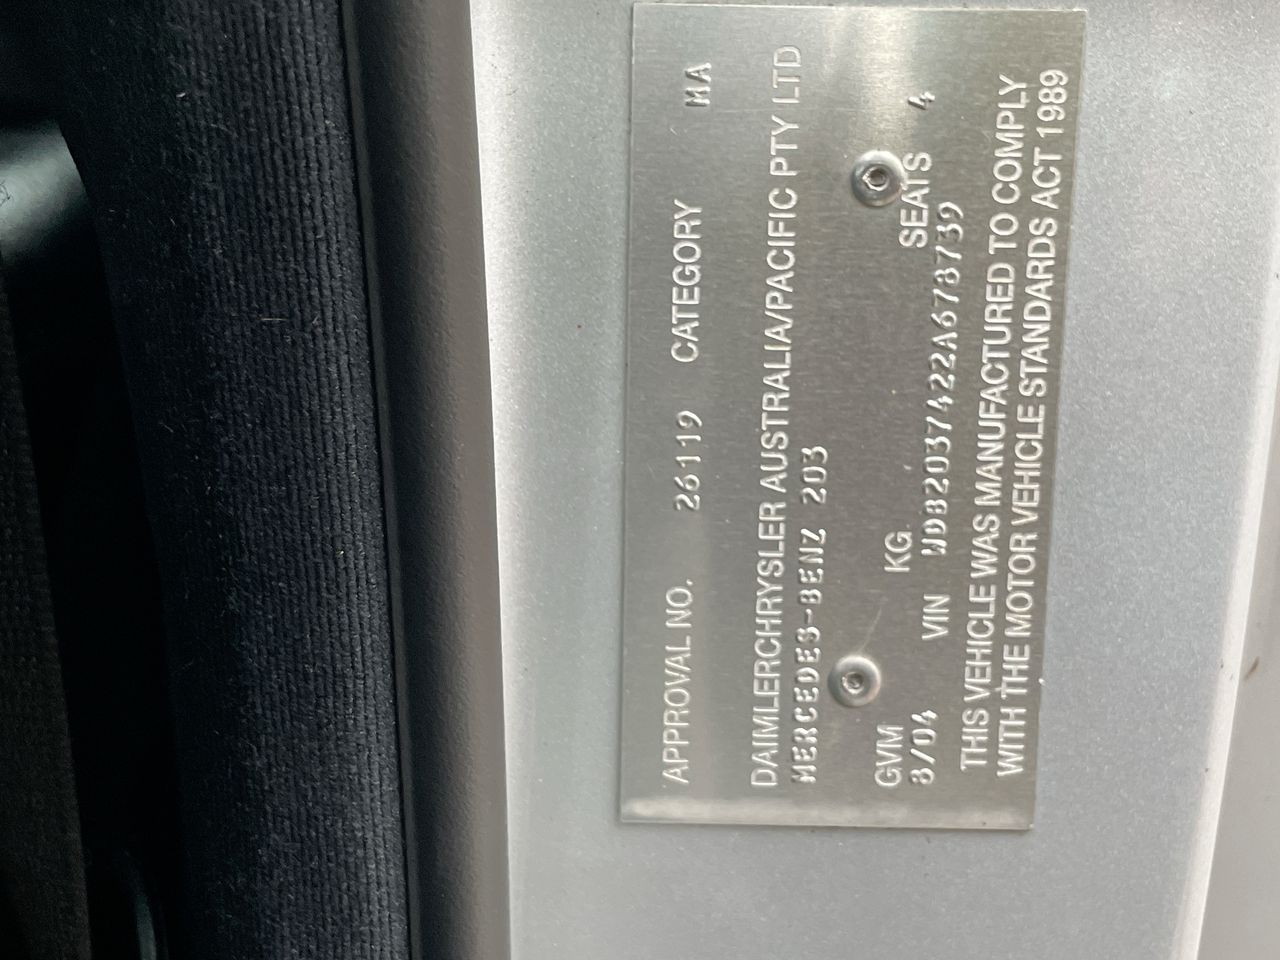 APPROVAL NO. 26119 CATEGORY MA
DAIMLERCHRYSLER AUSTRALIA/PACIFIC PTY LTD
MERCEDES-BENZ 203
GVM KG SEATS 4
8/04 VIN WDB2037422A678739
THIS VEHICLE WAS MANUFACTURED TO COMPLY
WITH THE MOTOR VEHICLE STANDARDS ACT 1989